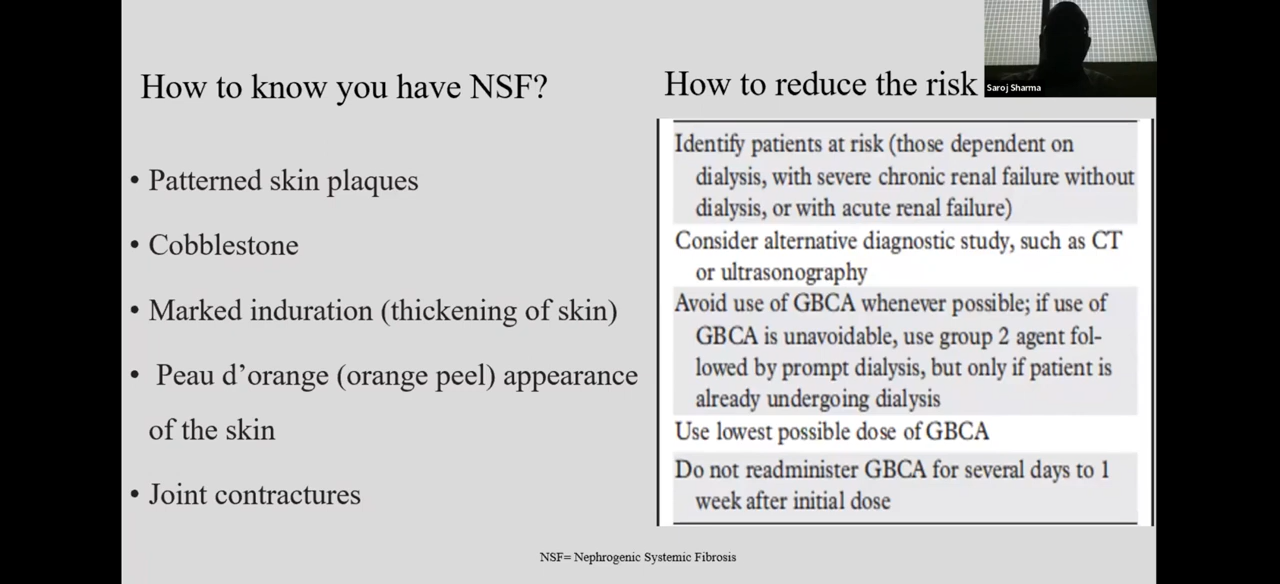 How to know you have NSF?
• Patterned skin plaques
• Cobblestone
• Marked induration (thickening of skin)
• Peau d’orange (orange peel) appearance
of the skin
• Joint contractures
How to reduce the risk
Saroj Sharma
Identify patients at risk (those dependent on
dialysis, with severe chronic renal failure without
dialysis, or with acute renal failure)
Consider alternative diagnostic study, such as CT
or ultrasonography
Avoid use of GBCA whenever possible; if use of
GBCA is unavoidable, use group 2 agent fol-
lowed by prompt dialysis, but only if patient is
already undergoing dialysis
Use lowest possible dose of GBCA
Do not readminister GBCA for several days to 1
week after initial dose
NSF= Nephrogenic Systemic Fibrosis